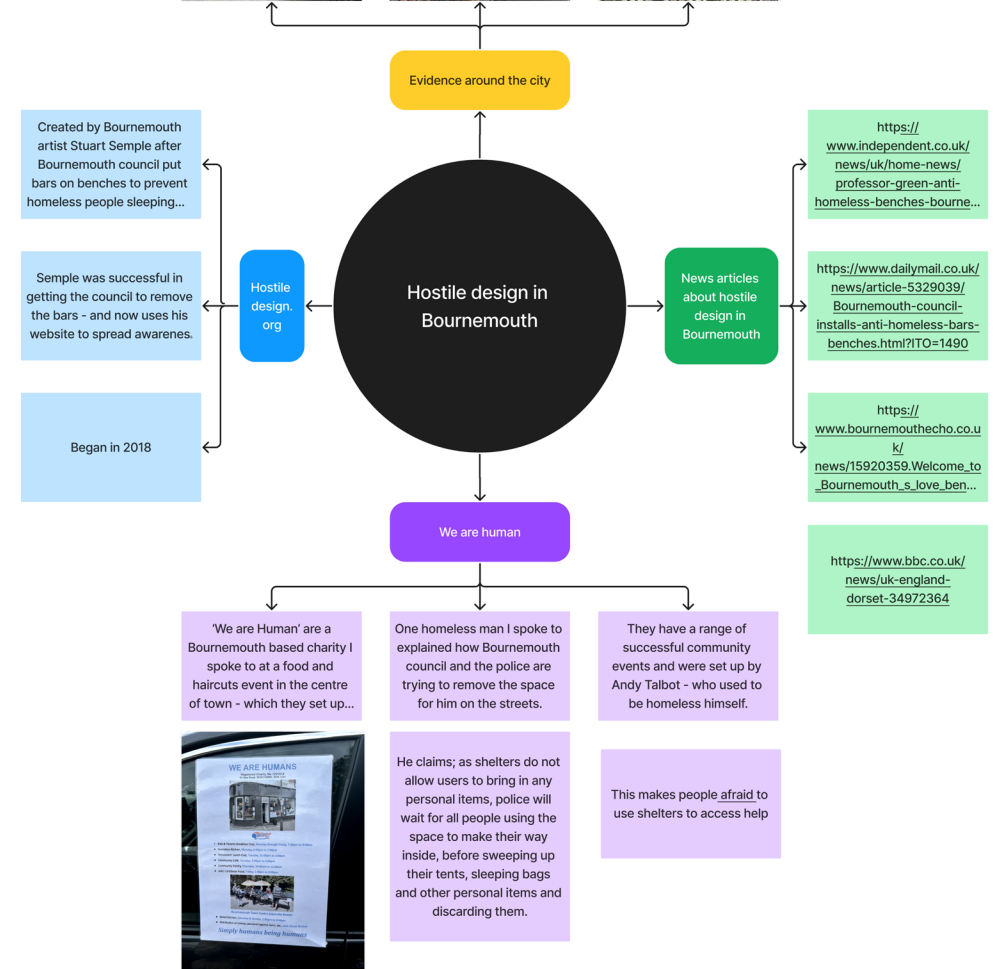 Evidence around the city
Created by Bournemouth
artist Stuart Semple after
Bournemouth council put
bars on benches to prevent
homeless people sleeping...
Semple was successful in
getting the council to remove
the bars - and now uses his
website to spread awarenes.
Began in 2018
Hostile
design.
org
Hostile design in
Bournemouth
News articles
about hostile
design in
Bournemouth
https://
www.independent.co.uk/
news/uk/home-news/
professor-green-anti-
homeless-benches-bourne...
https://www.dailymail.co.uk/
news/article-5329039/
Bournemouth-council-
installs-anti-homeless-bars-
benches.html?ITO=1490
https://
www.bournemouthecho.co.u
k/
news/15920359.Welcome_to
_Bournemouth_s_love_ben...
https://www.bbc.co.uk/
news/uk-england-
dorset-34972364
We are human
‘We are Human’ are a
Bournemouth based charity I
spoke to at a food and
haircuts event in the centre
of town - which they set up...
One homeless man I spoke to
explained how Bournemouth
council and the police are
trying to remove the space
for him on the streets.
They have a range of
successful community
events and were set up by
Andy Talbot - who used to
be homeless himself.
He claims; as shelters do not
allow users to bring in any
personal items, police will
wait for all people using the
space to make their way
inside, before sweeping up
their tents, sleeping bags
and other personal items and
discarding them.
This makes people afraid to
use shelters to access help
WE ARE HUMANS
Simply humans being humans